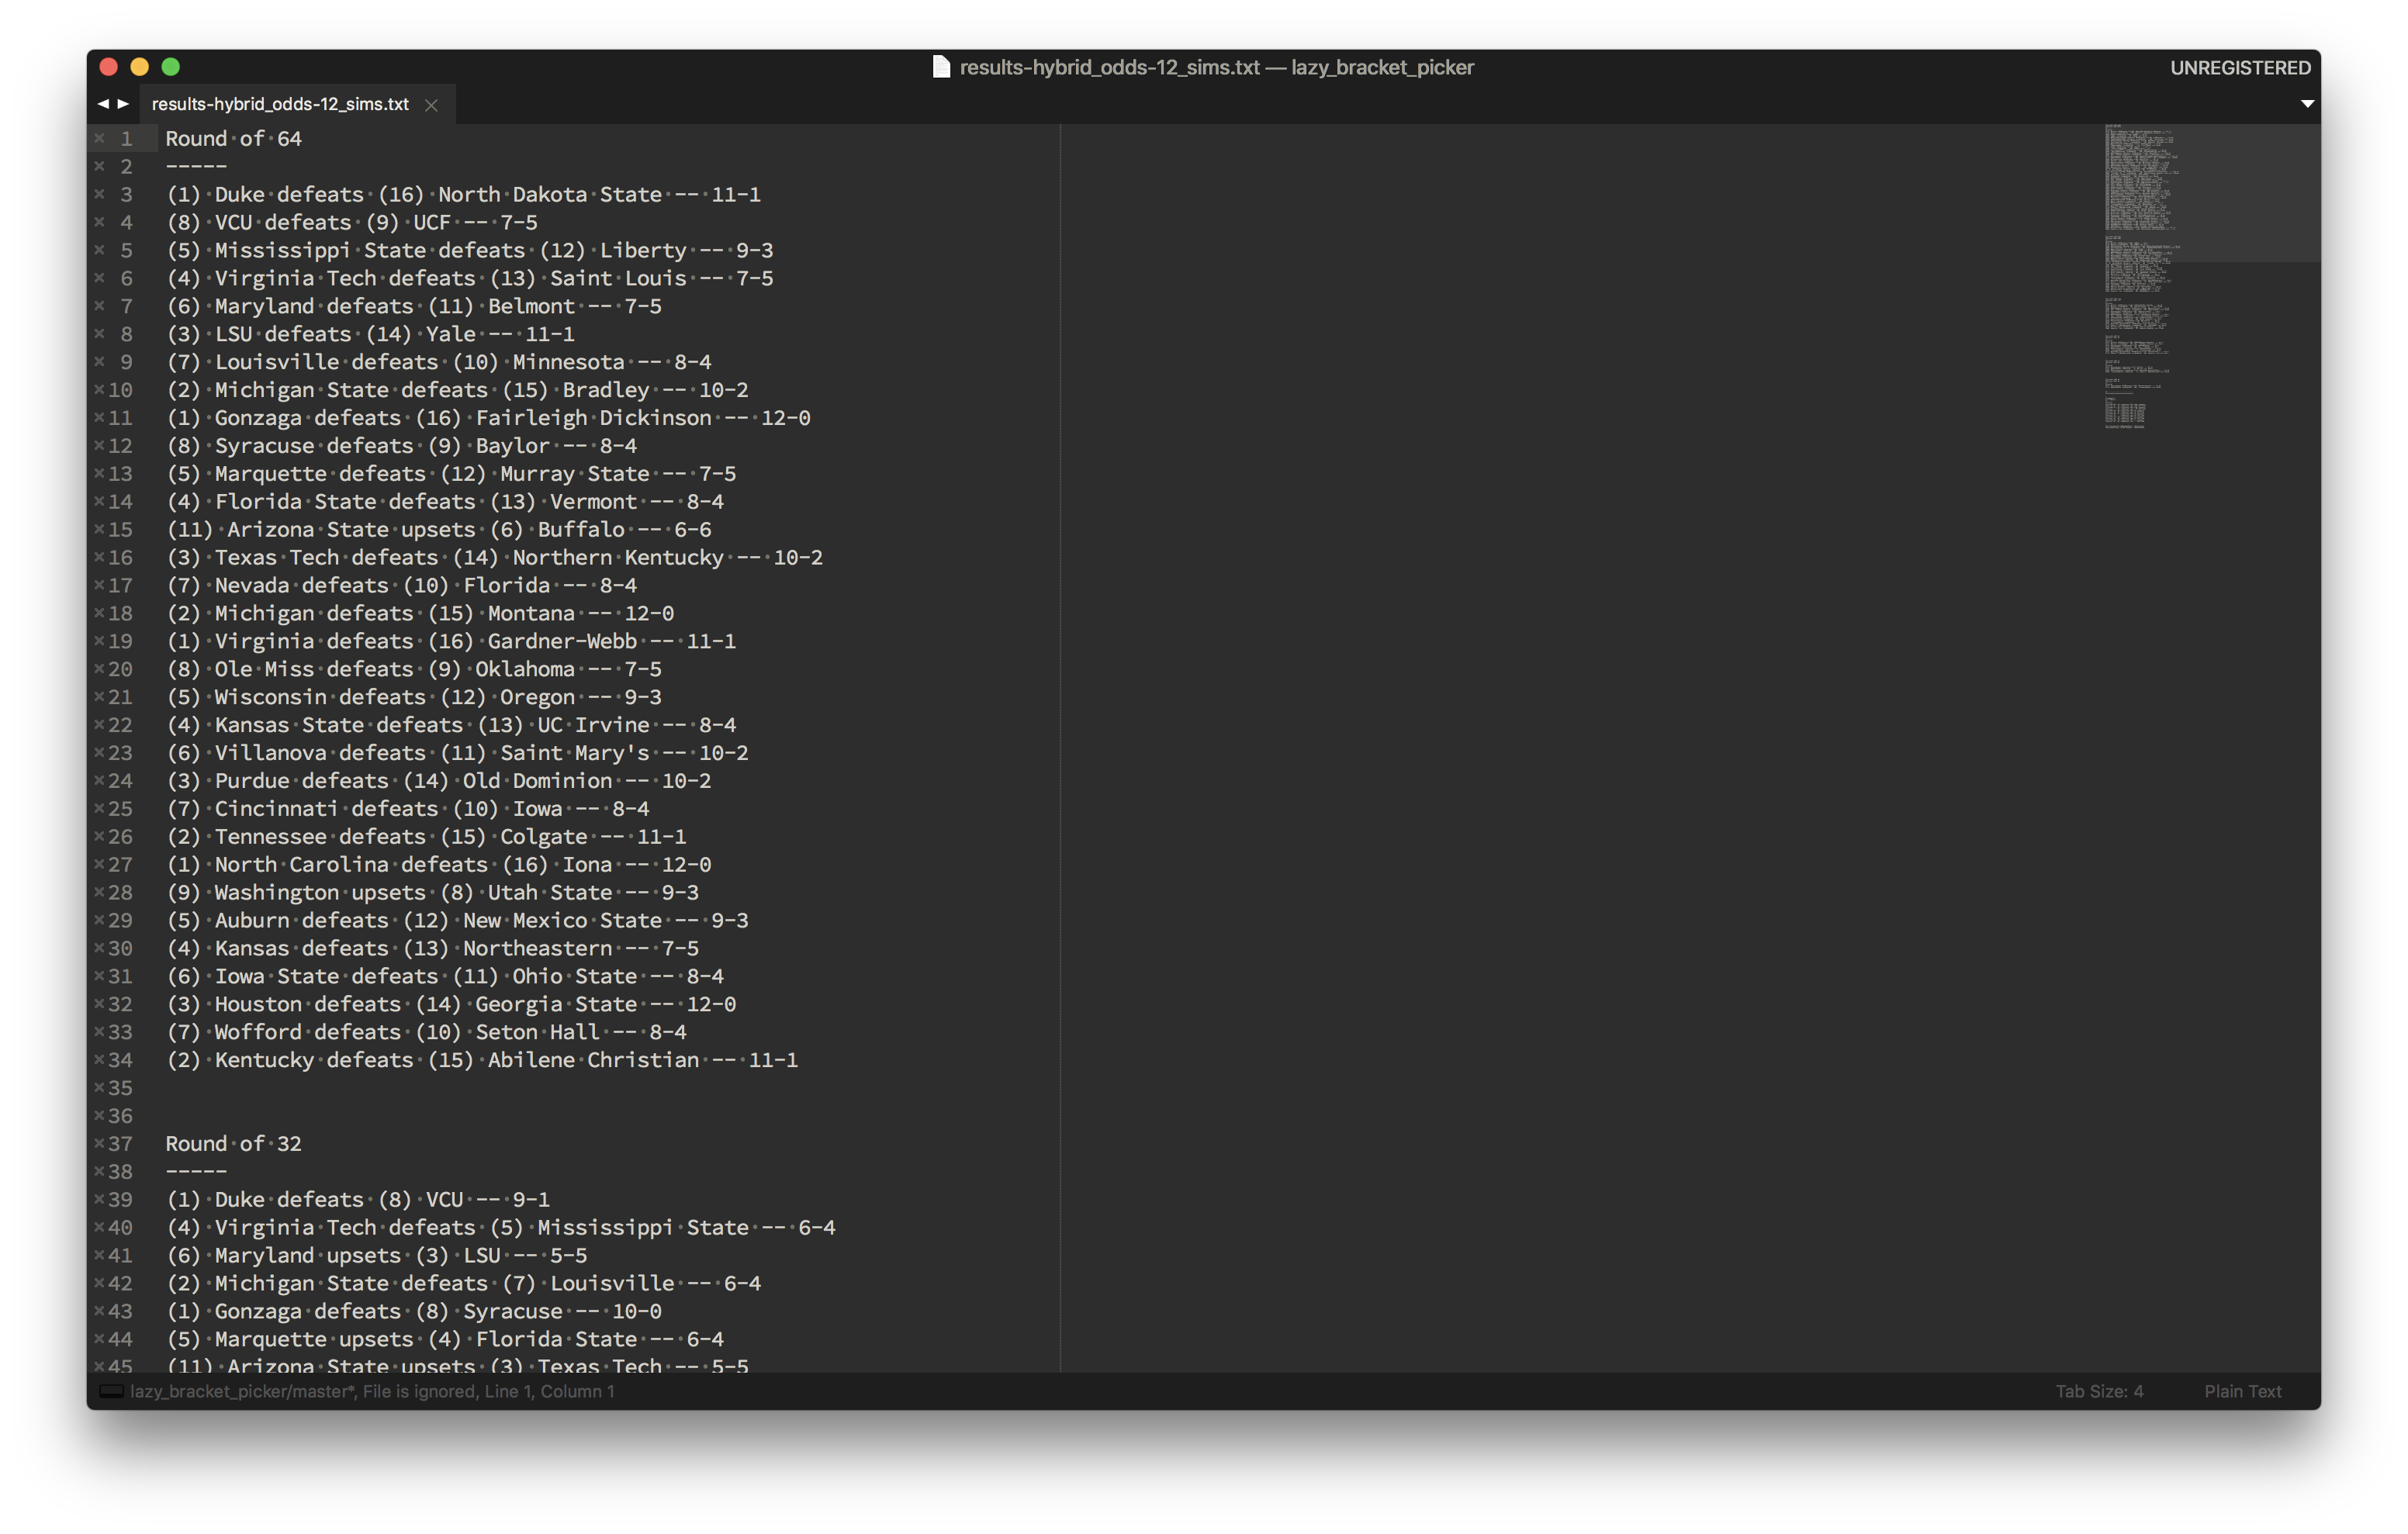 results-hybrid_odds-12_sims.txt — lazy_bracket_picker
UNREGISTERED
results-hybrid_odds-12_sims.txt
1 Round of 64
2 -----
3 (1) Duke defeats (16) North Dakota State -- 11-1
4 (8) VCU defeats (9) UCF -- 7-5
5 (5) Mississippi State defeats (12) Liberty -- 9-3
6 (4) Virginia Tech defeats (13) Saint Louis -- 7-5
7 (6) Maryland defeats (11) Belmont -- 7-5
8 (3) LSU defeats (14) Yale -- 11-1
9 (7) Louisville defeats (10) Minnesota -- 8-4
10 (2) Michigan State defeats (15) Bradley -- 10-2
11 (1) Gonzaga defeats (16) Fairleigh Dickinson -- 12-0
12 (8) Syracuse defeats (9) Baylor -- 8-4
13 (5) Marquette defeats (12) Murray State -- 7-5
14 (4) Florida State defeats (13) Vermont -- 8-4
15 (11) Arizona State upsets (6) Buffalo -- 6-6
16 (3) Texas Tech defeats (14) Northern Kentucky -- 10-2
17 (7) Nevada defeats (10) Florida -- 8-4
18 (2) Michigan defeats (15) Montana -- 12-0
19 (1) Virginia defeats (16) Gardner-Webb -- 11-1
20 (8) Ole Miss defeats (9) Oklahoma -- 7-5
21 (5) Wisconsin defeats (12) Oregon -- 9-3
22 (4) Kansas State defeats (13) UC Irvine -- 8-4
23 (6) Villanova defeats (11) Saint Mary's -- 10-2
24 (3) Purdue defeats (14) Old Dominion -- 10-2
25 (7) Cincinnati defeats (10) Iowa -- 8-4
26 (2) Tennessee defeats (15) Colgate -- 11-1
27 (1) North Carolina defeats (16) Iona -- 12-0
28 (9) Washington upsets (8) Utah State -- 9-3
29 (5) Auburn defeats (12) New Mexico State -- 9-3
30 (4) Kansas defeats (13) Northeastern -- 7-5
31 (6) Iowa State defeats (11) Ohio State -- 8-4
32 (3) Houston defeats (14) Georgia State -- 12-0
33 (7) Wofford defeats (10) Seton Hall -- 8-4
34 (2) Kentucky defeats (15) Abilene Christian -- 11-1
35
36
37 Round of 32
38 -----
39 (1) Duke defeats (8) VCU -- 9-1
40 (4) Virginia Tech defeats (5) Mississippi State -- 6-4
41 (6) Maryland upsets (3) LSU -- 5-5
42 (2) Michigan State defeats (7) Louisville -- 6-4
43 (1) Gonzaga defeats (8) Syracuse -- 10-0
44 (5) Marquette upsets (4) Florida State -- 6-4
45 (11) Arizona State upsets (3) Texas Tech -- 5-5
lazy_bracket_picker/master*, File is ignored, Line 1, Column 1
Tab Size: 4
Plain Text